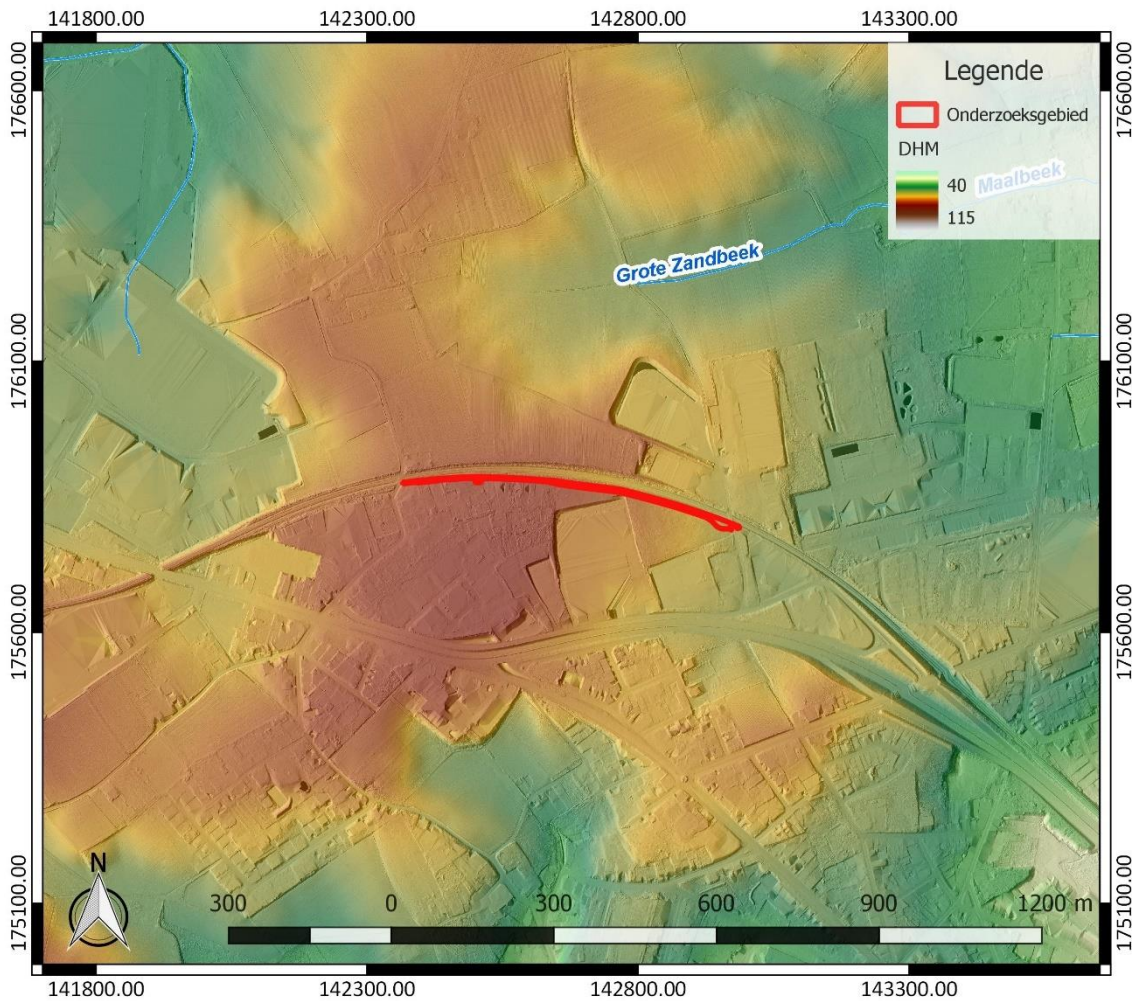 141800.00 142300.00 142800.00 143300.00
176600.00 176600.00
Legende
Onderzoeksgebied
DHM
40
115
Maalbeek
Grote Zandbeek
176100.00 176100.00
175600.00 175600.00
N
300 0 300 600 900 1200 m
175100.00 175100.00
141800.00 142300.00 142800.00 143300.00